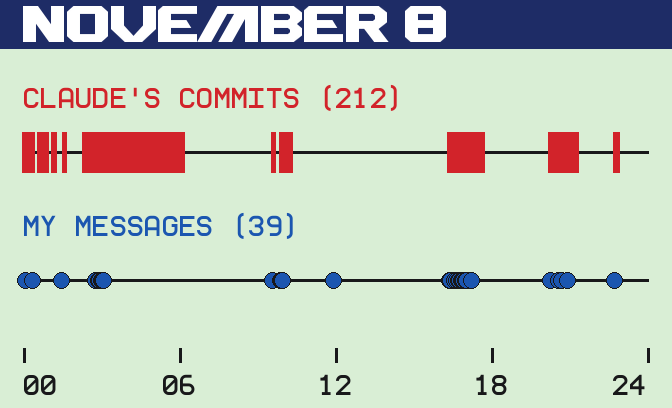 NOVEMBER 8
CLAUDE'S COMMITS (212)
MY MESSAGES (39)
00 06 12 18 24